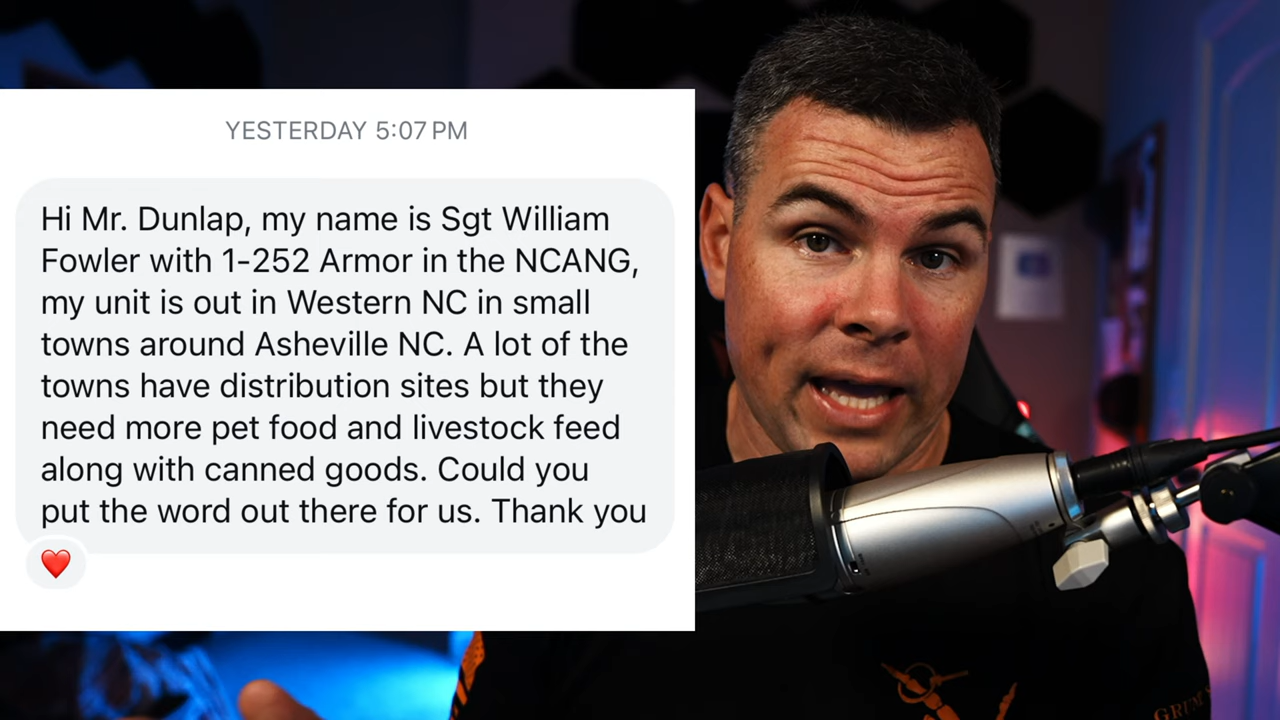 YESTERDAY 5:07 PM
Hi Mr. Dunlap, my name is Sgt William
Fowler with 1-252 Armor in the NCANG,
my unit is out in Western NC in small
towns around Asheville NC. A lot of the
towns have distribution sites but they
need more pet food and livestock feed
along with canned goods. Could you
put the word out there for us. Thank you